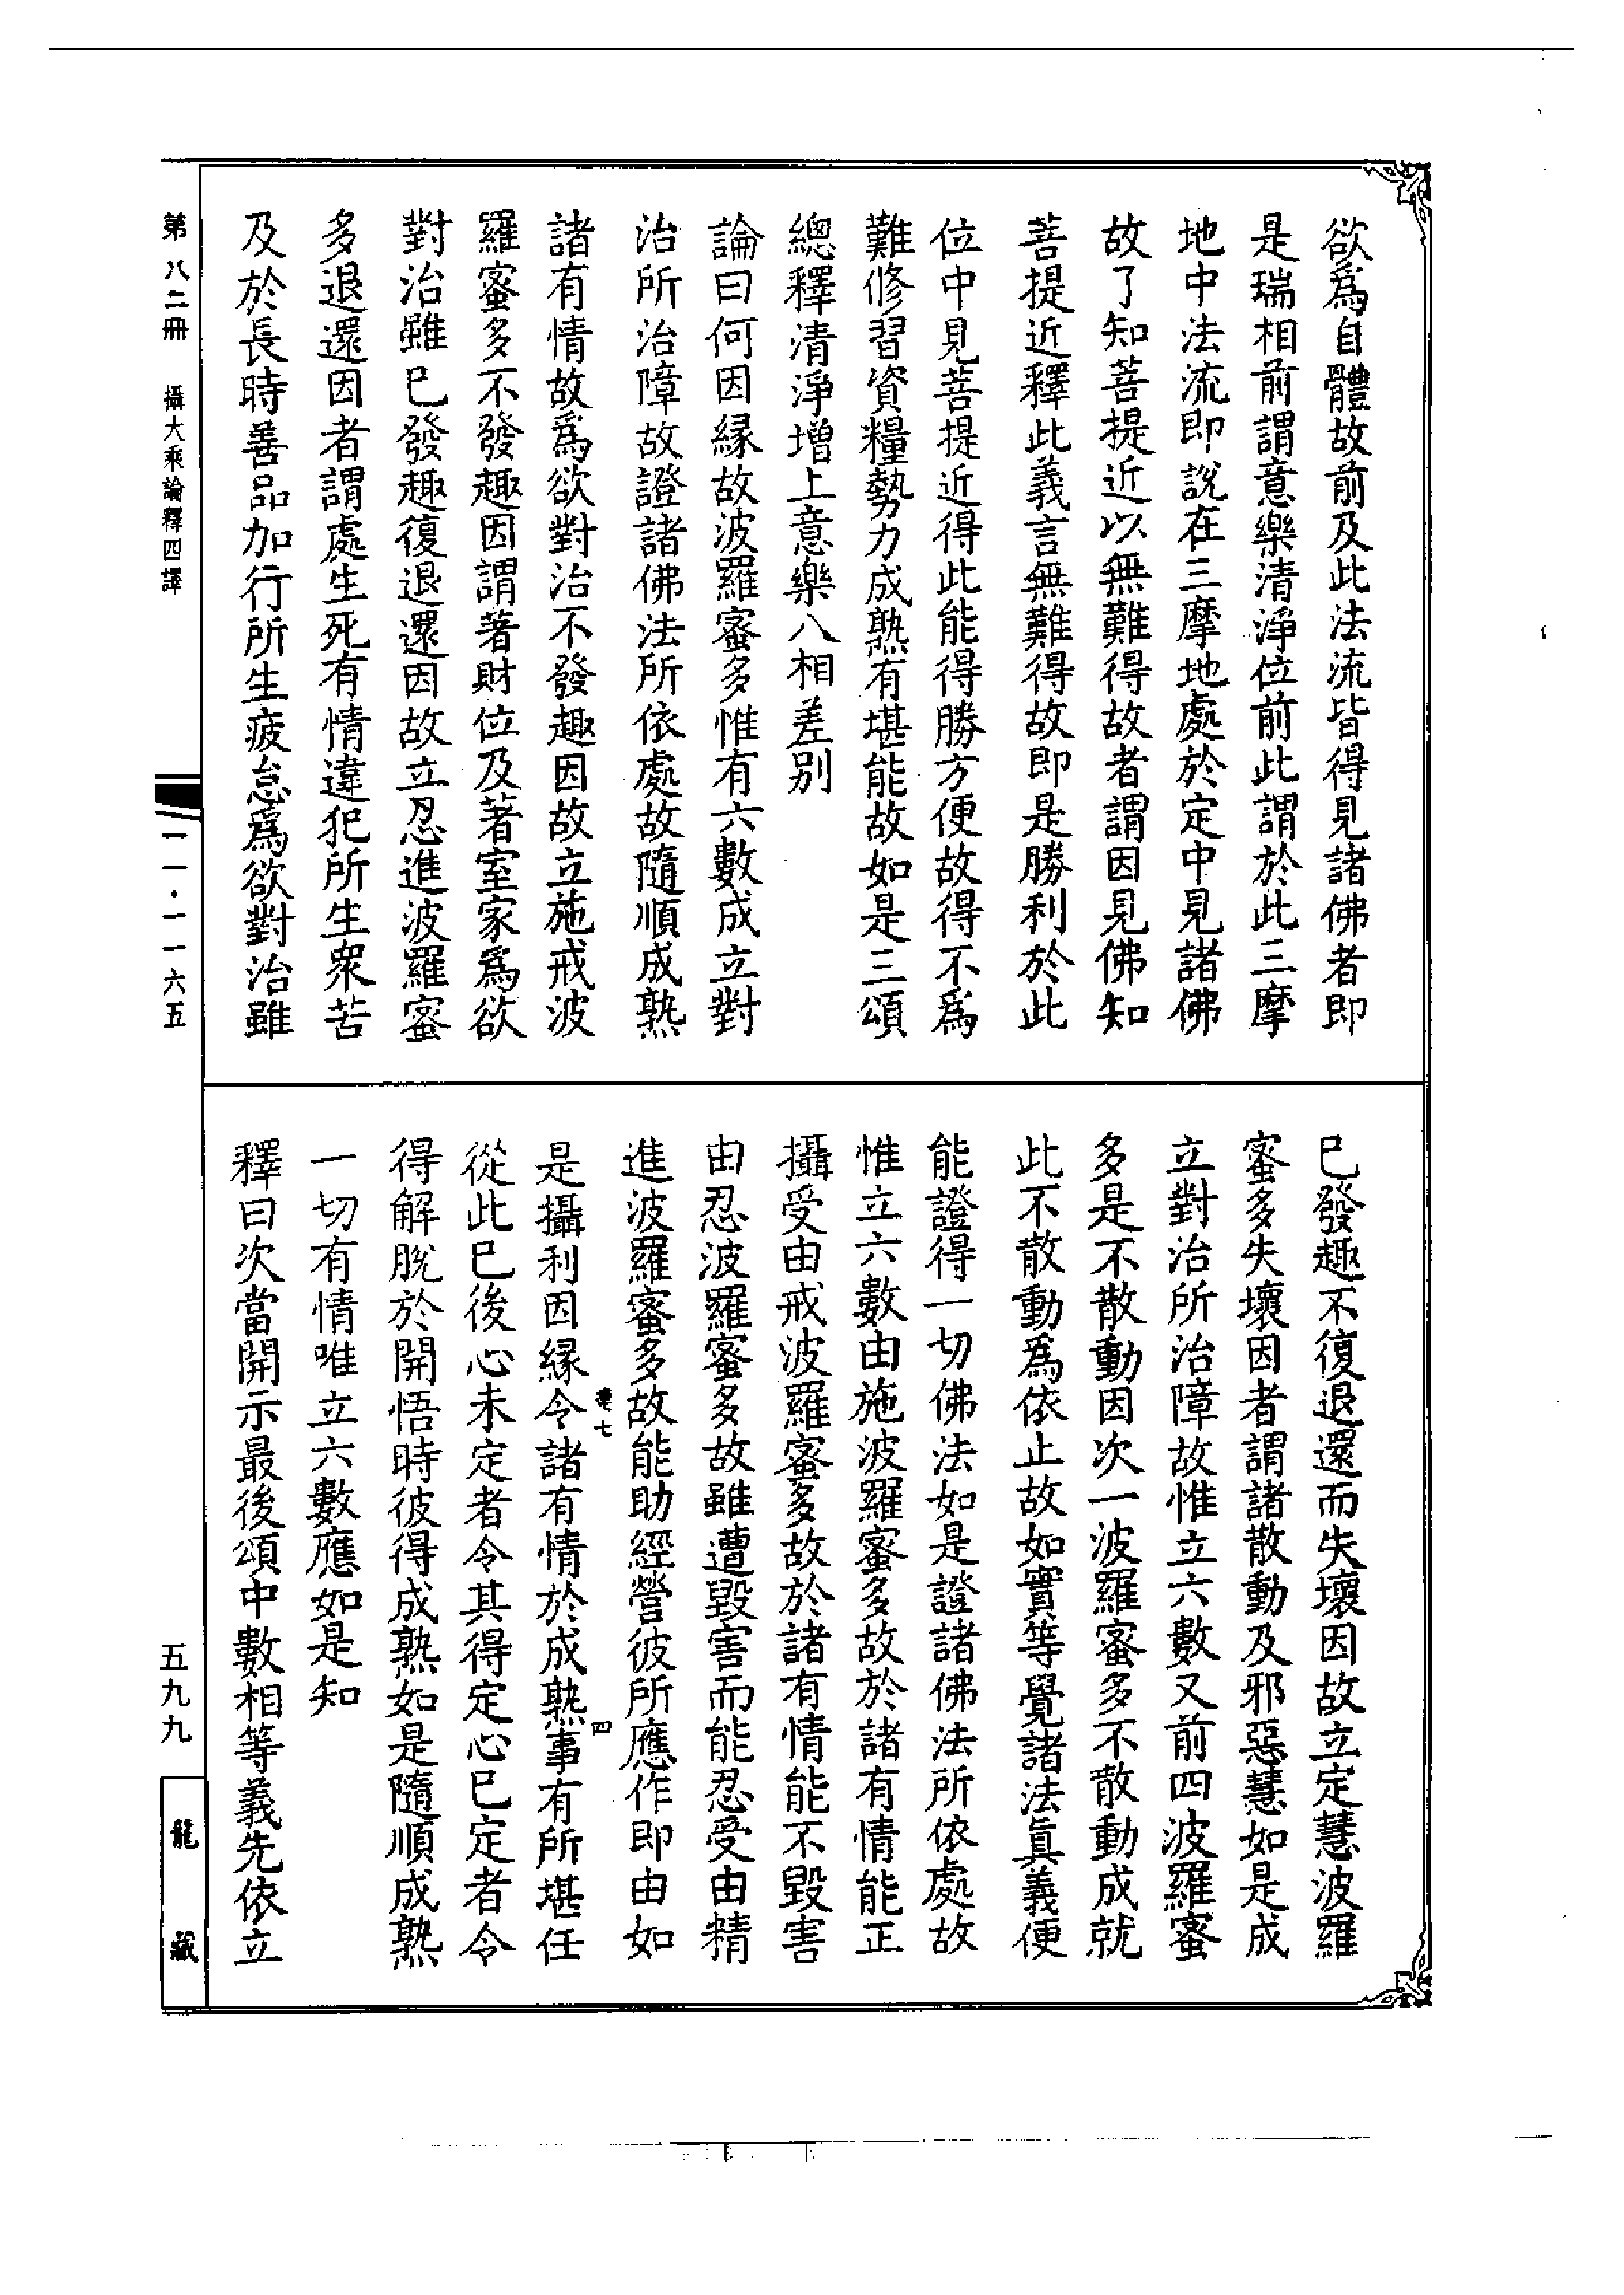 欲爲自體故前及此法流皆得見諸佛者即
是瑞相前謂意樂清淨位前此謂於此三摩
地中法流即說在三摩地處於定中見諸佛
故了知菩提近以無難得故者謂因見佛知
菩提近釋此義言無難得故即是勝利於此
位中見菩提近得此能得勝方便故得不爲
難修習資糧勢力成熟有堪能故如是三頌
總釋清淨增上意樂八相差別
論曰何因緣故波羅蜜多惟有六數成立對
治所治障故證諸佛法所依處故隨順成熟
諸有情故爲欲對治不發趣因故立施戒波
羅蜜多不發趣因謂著財位及著室家爲欲
對治雖已發趣復退還因故立忍進波羅蜜
多退還因者謂處生死有情違犯所生衆苦
及於長時善品加行所生疲怠爲欲對治雖
已發趣不復退還而失壞因故立定慧波羅
蜜多失壞因者謂諸散動及邪惡慧如是成
立對治所治障故惟立六數又前四波羅蜜
多是不散動因次一波羅蜜多不散動成就
此不散動爲依止故如實等覺諸法眞義便
能證得一切佛法如是證諸佛法所依處故
惟立六數由施波羅蜜多故於諸有情能正
攝受由戒波羅蜜多故於諸有情能不毀害
由忍波羅蜜多故雖遭毀害而能忍受由精
進波羅蜜多故能助經營彼所應作即由如
卷七 四
是攝利因緣令諸有情於成熟事有所堪任
從此已後心未定者令其得定心已定者令
得解脫於開悟時彼得成熟如是隨順成熟
一切有情唯立六數應如是知
釋曰次當開示最後頌中數相等義先依立
第八二冊 攝大乘論釋四譯
一一·一一六五
五九九
龍藏